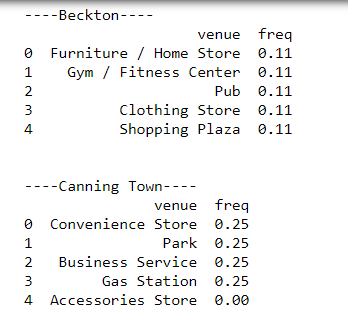 ----Beckton----
venue freq
0 Furniture / Home Store 0.11
1 Gym / Fitness Center 0.11
2 Pub 0.11
3 Clothing Store 0.11
4 Shopping Plaza 0.11
----Canning Town----
venue freq
0 Convenience Store 0.25
1 Park 0.25
2 Business Service 0.25
3 Gas Station 0.25
4 Accessories Store 0.00